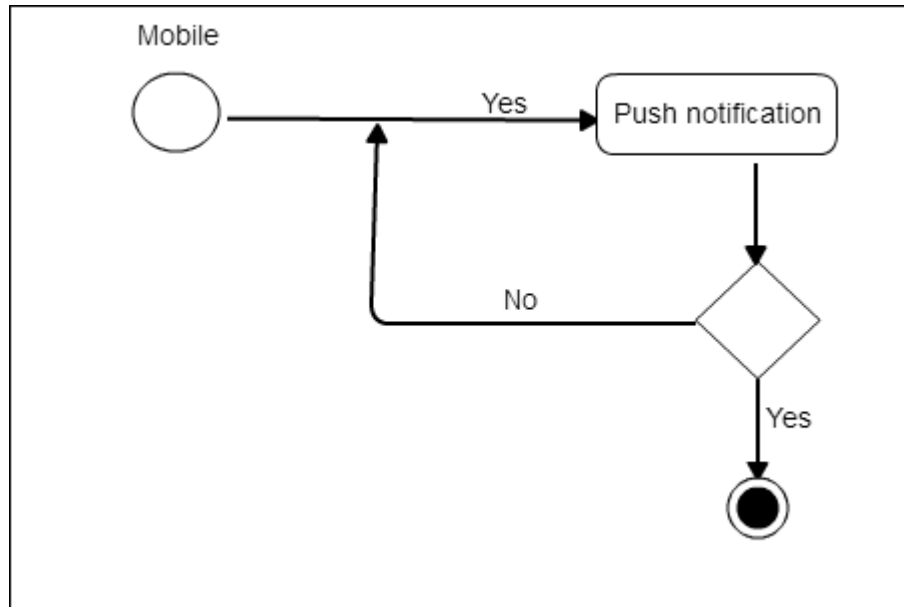 Mobile
Yes
Push notification
No
Yes